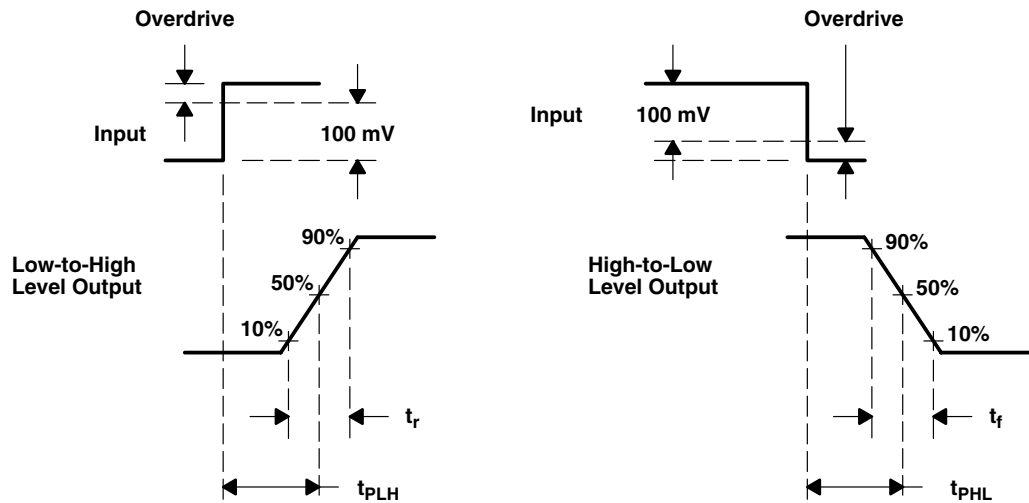 Overdrive
Input
100 mV
Low-to-High
Level Output
90%
50%
10%
tr
tPLH
Overdrive
Input
100 mV
High-to-Low
Level Output
90%
50%
10%
tf
tPHL